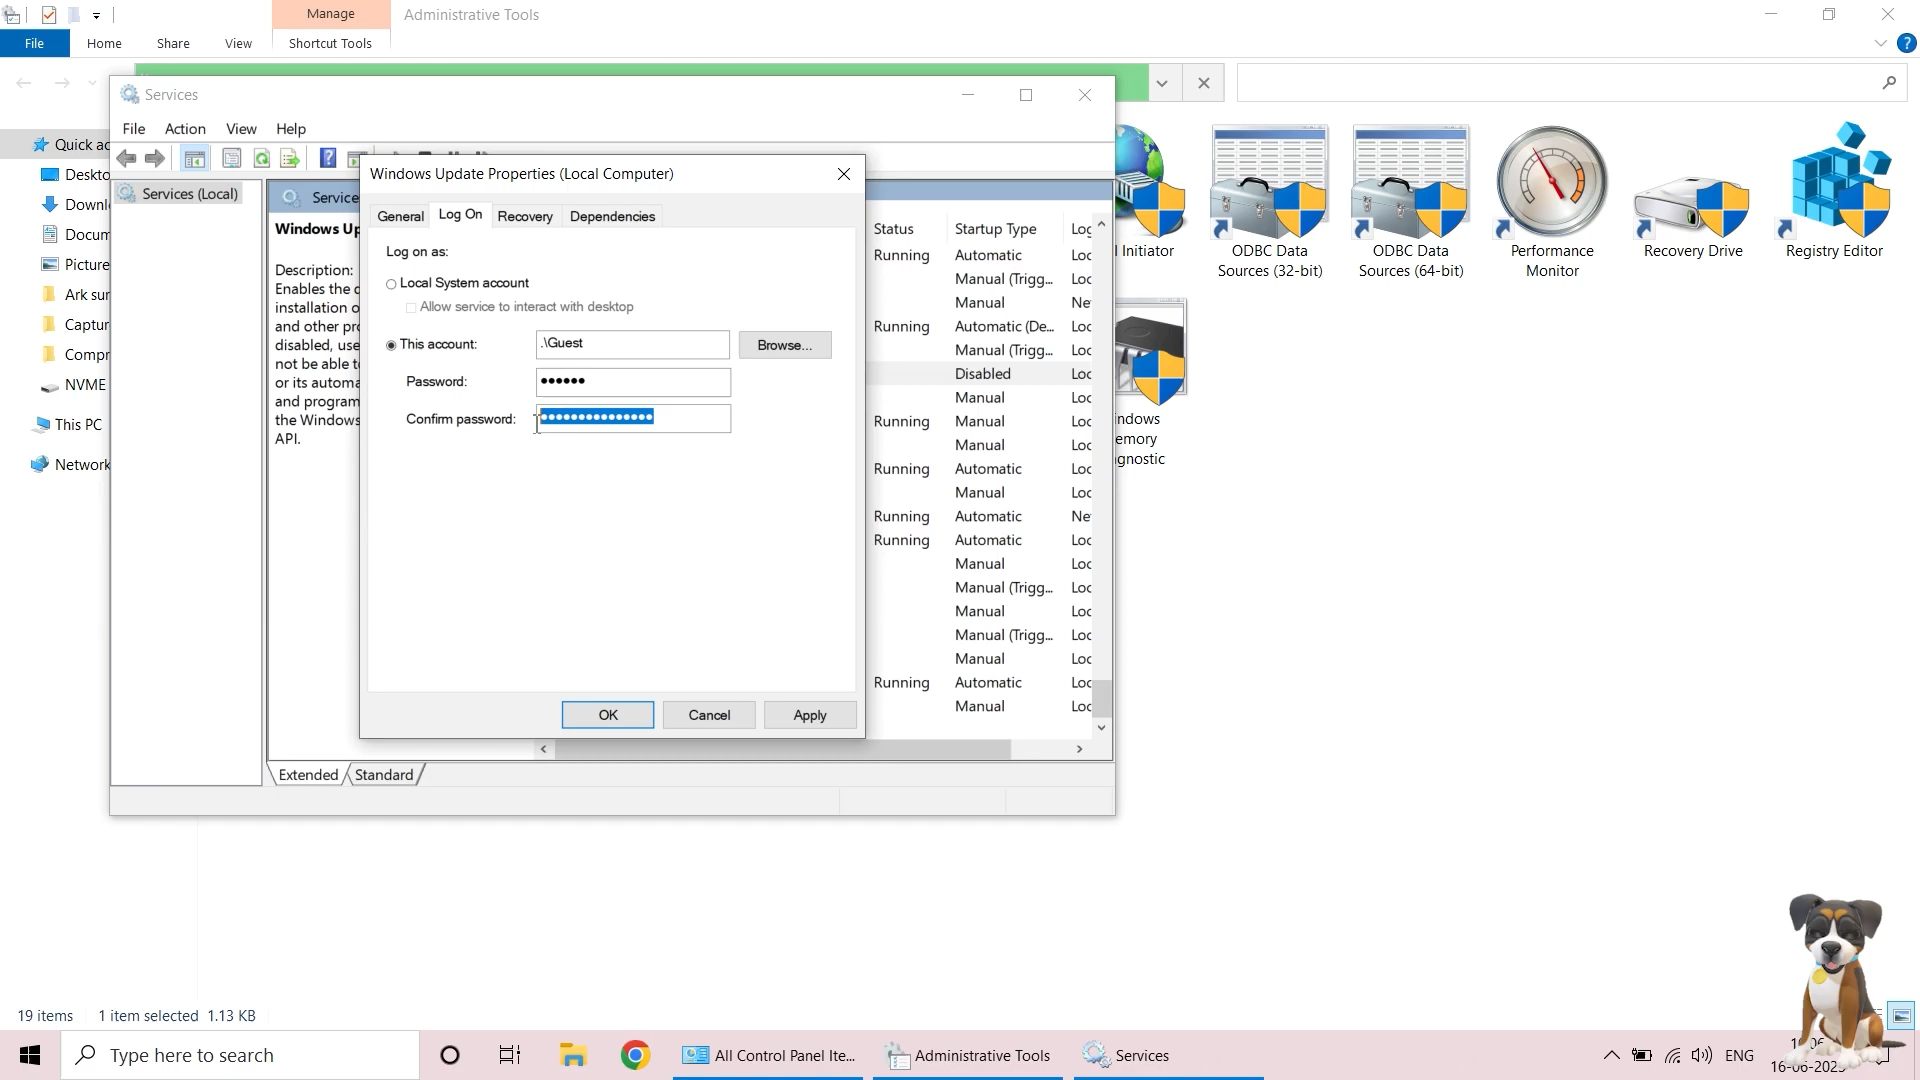 Manage
Administrative Tools
File
Home
Share
View
Shortcut Tools
Services
File
Action
View
Help
Quick ac
Deskto
Downl
Docum
Picture
Ark sur
Captur
Compr
NVME
This PC
Network
Services (Local)
Service
Windows Up
Description:
Enables the d
installation o
and other pro
disabled, use
not be able to
or its automa
and program
the Windows
API.
Windows Update Properties (Local Computer)
General
Log On
Recovery
Dependencies
Log on as:
Local System account
Allow service to interact with desktop
This account:
.\Guest
Browse...
Password:
Confirm password:
OK
Cancel
Apply
Status
Startup Type
Log
Running Automatic Loc
Manual (Trigg... Loc
Manual Ne
Running Automatic (De... Loc
Manual (Trigg... Loc
Disabled Loc
Manual Loc
Running Manual Loc
Manual Loc
Running Automatic Loc
Manual Loc
Running Automatic Ne
Running Automatic Loc
Manual Loc
Manual (Trigg... Loc
Manual Loc
Manual (Trigg... Loc
Manual Loc
Running Automatic Loc
Manual Loc
Extended
Standard
I Initiator
ODBC Data
Sources (32-bit)
ODBC Data
Sources (64-bit)
Performance
Monitor
Recovery Drive
Registry Editor
indows
emory
gnostic
19 items
1 item selected 1.13 KB
Type here to search
All Control Panel Ite...
Administrative Tools
Services
ENG
16-06-2025